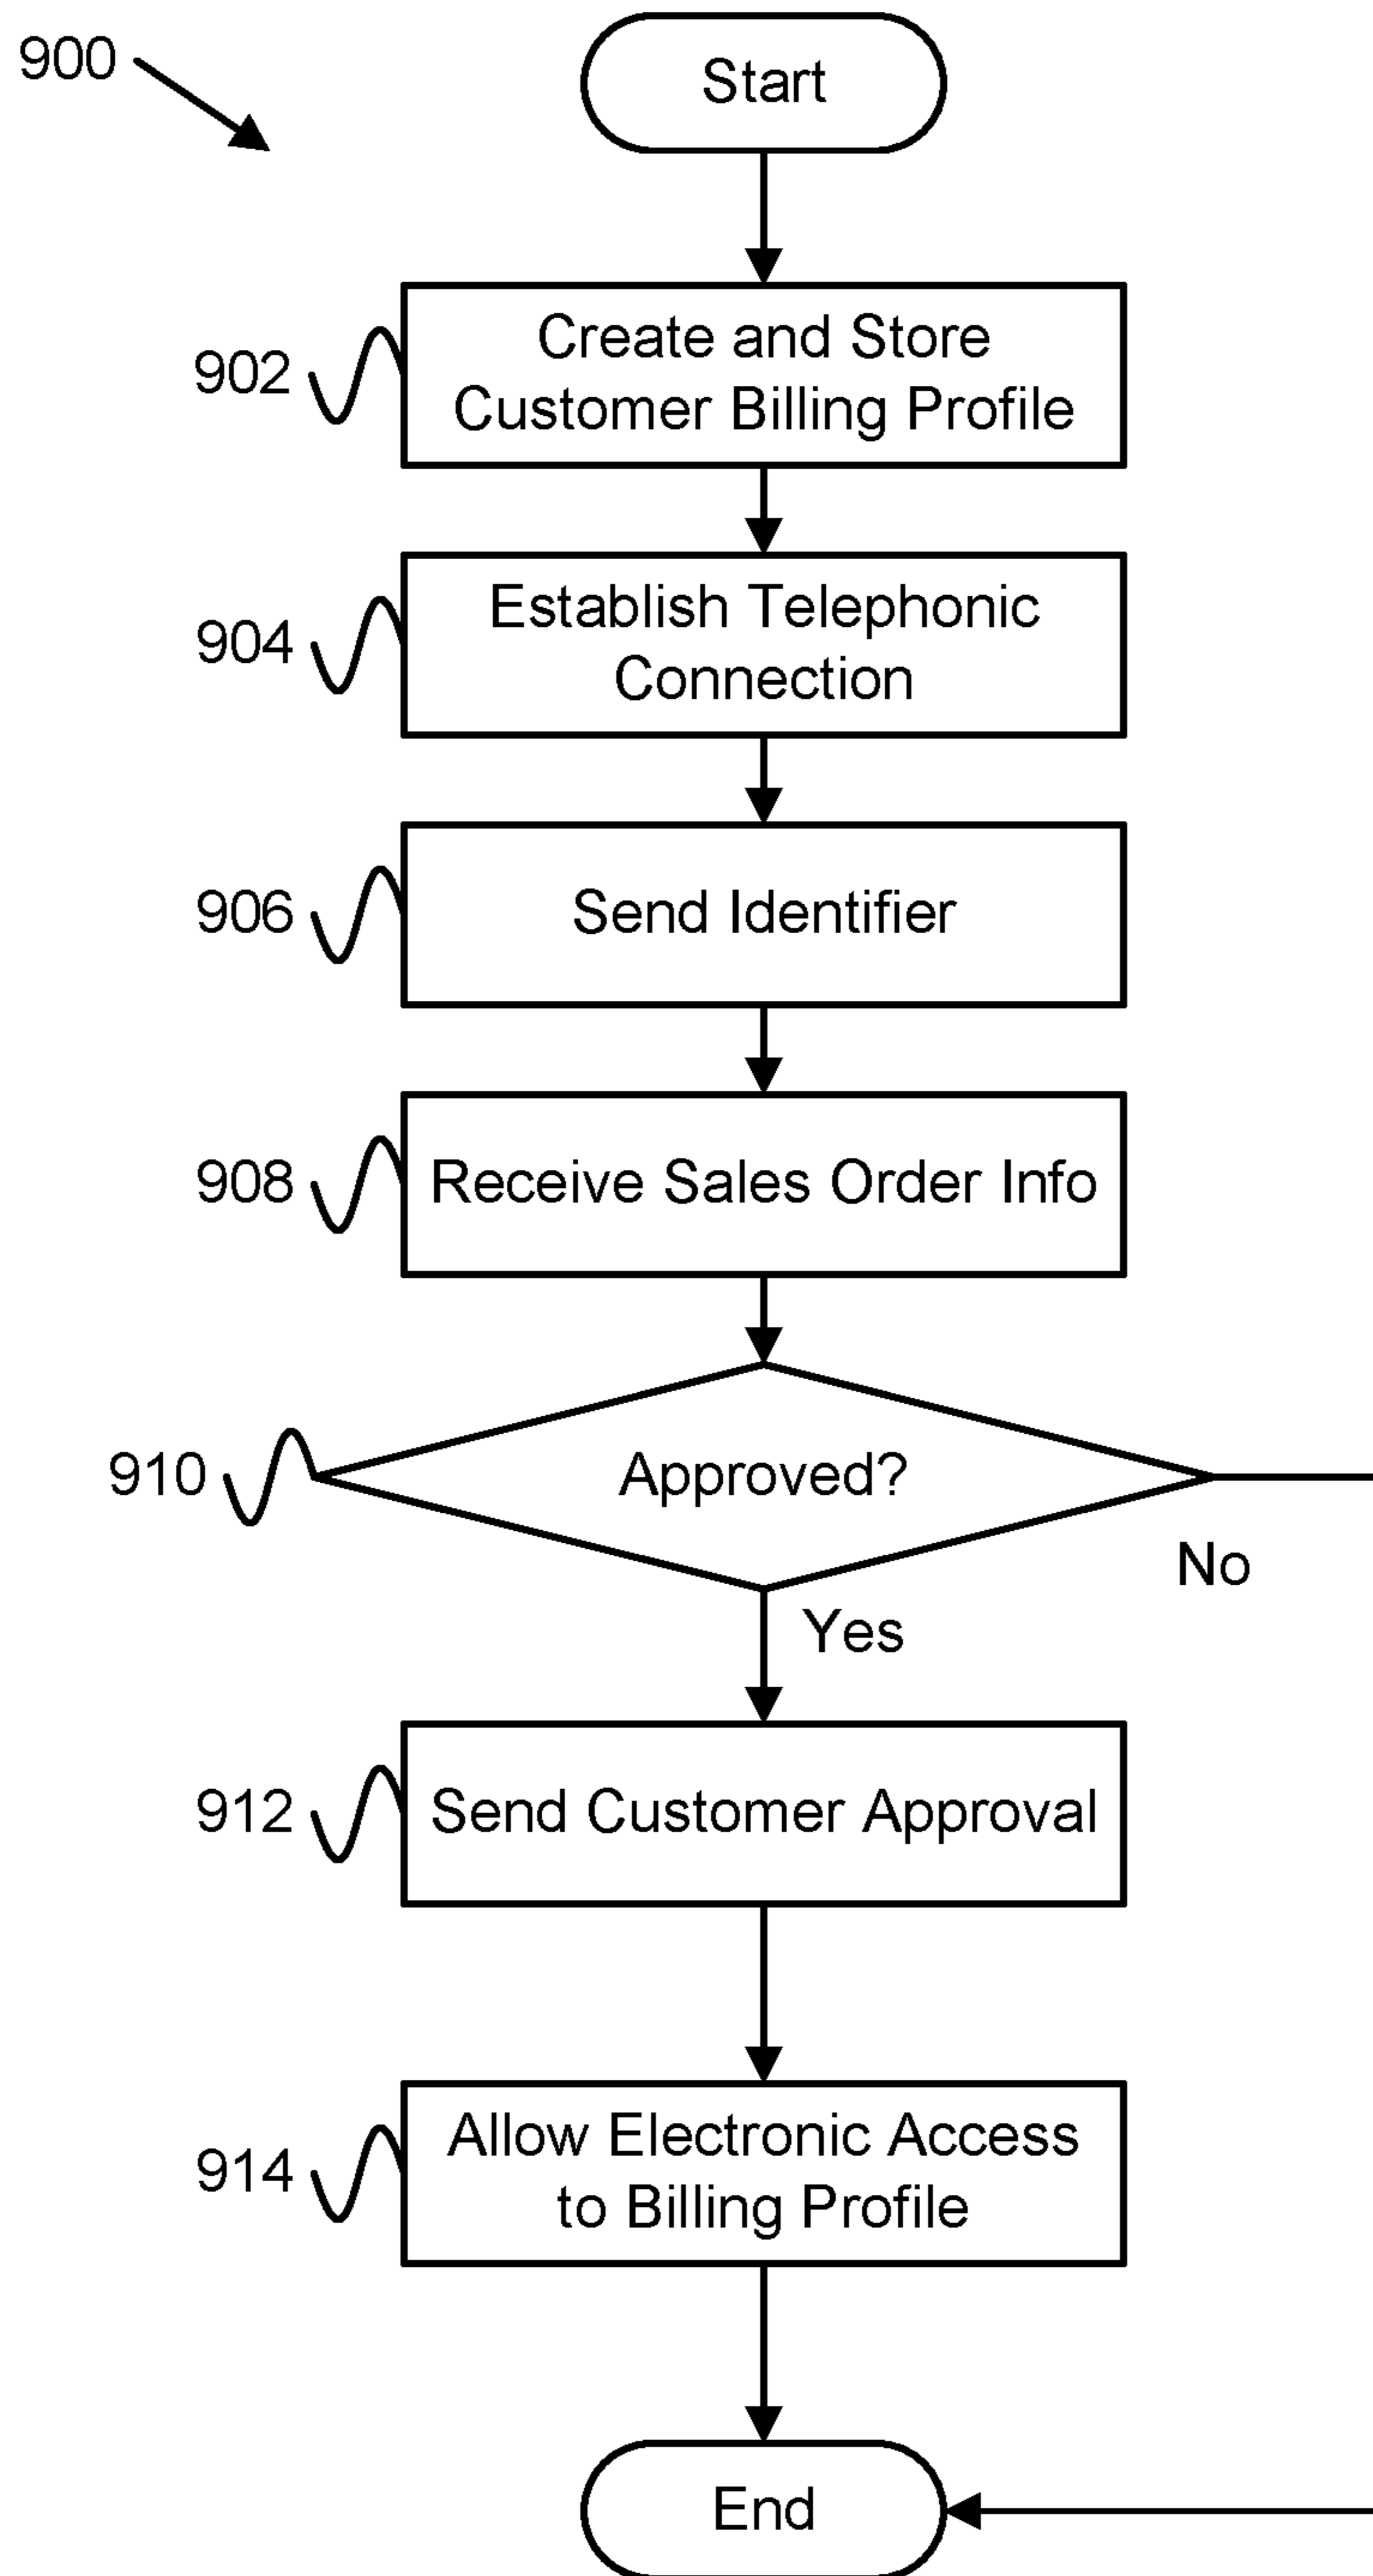 900
Start
902
Create and Store
Customer Billing Profile
904
Establish Telephonic
Connection
906
Send Identifier
908
Receive Sales Order Info
910
Approved?
No
Yes
912
Send Customer Approval
914
Allow Electronic Access
to Billing Profile
End